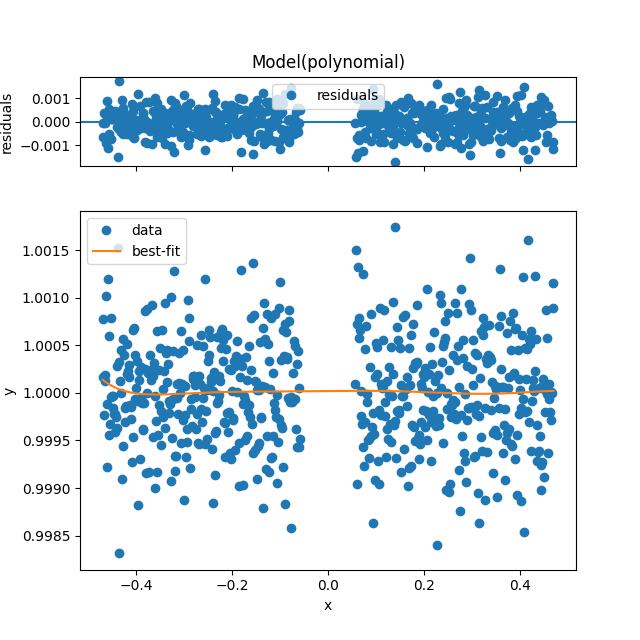 Model(polynomial)
residuals
0.001
0.000
−0.001
residuals
data
best-fit
y
1.0015
1.0010
1.0005
1.0000
0.9995
0.9990
0.9985
−0.4
−0.2
0.0
0.2
0.4
x